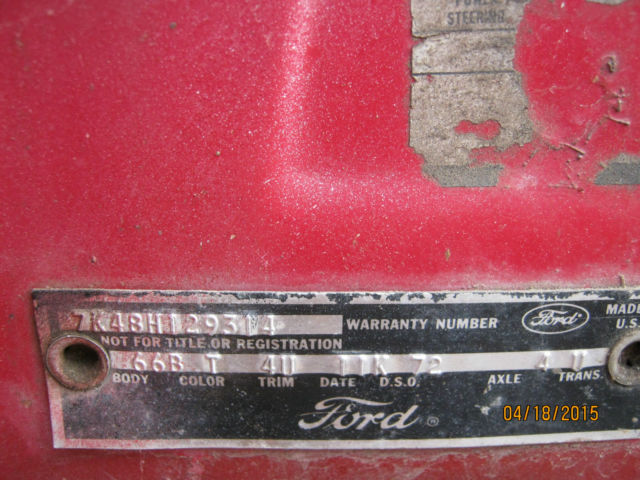 STEERING
7K48H129314 WARRANTY NUMBER Ford MADE
NOT FOR TITLE OR REGISTRATION U.S.
66B T 4U 11K 72 4 U
BODY COLOR TRIM DATE D.S.O. AXLE TRANS.
Ford ®
04/18/2015